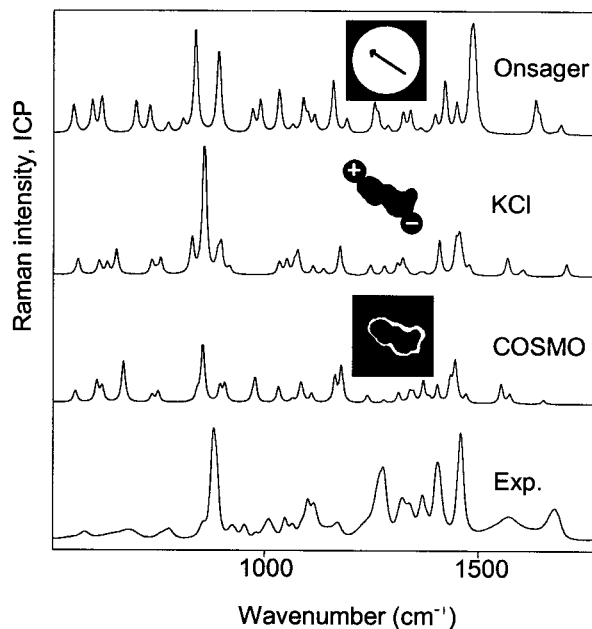 Onsager
+
KCl
−
COSMO
Exp.
Raman intensity, ICP
1000
1500
Wavenumber (cm⁻¹)